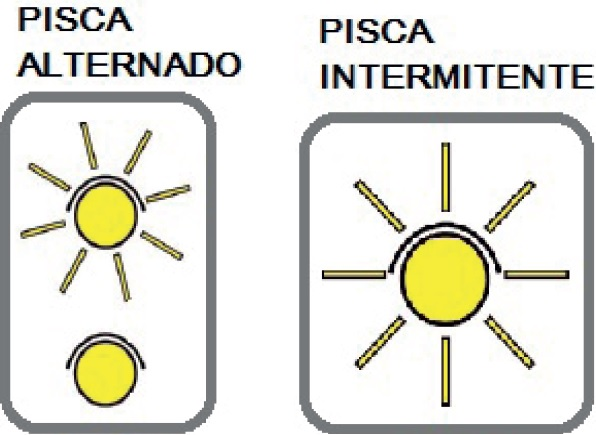 PISCA
ALTERNADO
PISCA
INTERMITENTE